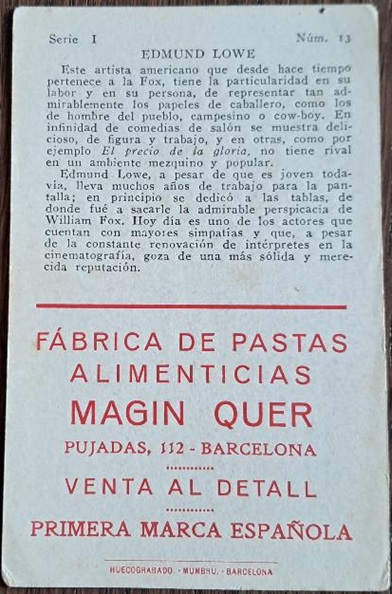 Serie I Núm. 13
EDMUND LOWE
Este artista americano que desde hace tiempo
pertenece a la Fox, tiene la particularidad en su
labor y en su persona, de representar tan ad-
mirablemente los papeles de caballero, como los
de hombre del pueblo, campesino o cow-boy. En
infinidad de comedias de salón se muestra deli-
cioso, de figura y trabajo, y en otras, como por
ejemplo El precio de la gloria, no tiene rival
en un ambiente mezquino y popular.
Edmund Lowe, a pesar de que es joven toda-
vía, lleva muchos años de trabajo para la pan-
talla; en principio se dedicó a las tablas, de
donde fué a sacarle la admirable perspicacia de
William Fox. Hoy día es uno de los actores que
cuentan con mayores simpatías y que, a pesar
de la constante renovación de intérpretes en la
cinematografía, goza de una más sólida y mere-
cida reputación.
FÁBRICA DE PASTAS
ALIMENTICIAS
MAGIN QUER
PUJADAS, 112 - BARCELONA
VENTA AL DETALL
PRIMERA MARCA ESPAÑOLA
HUECOGRABADO. - MUMBRU. - BARCELONA